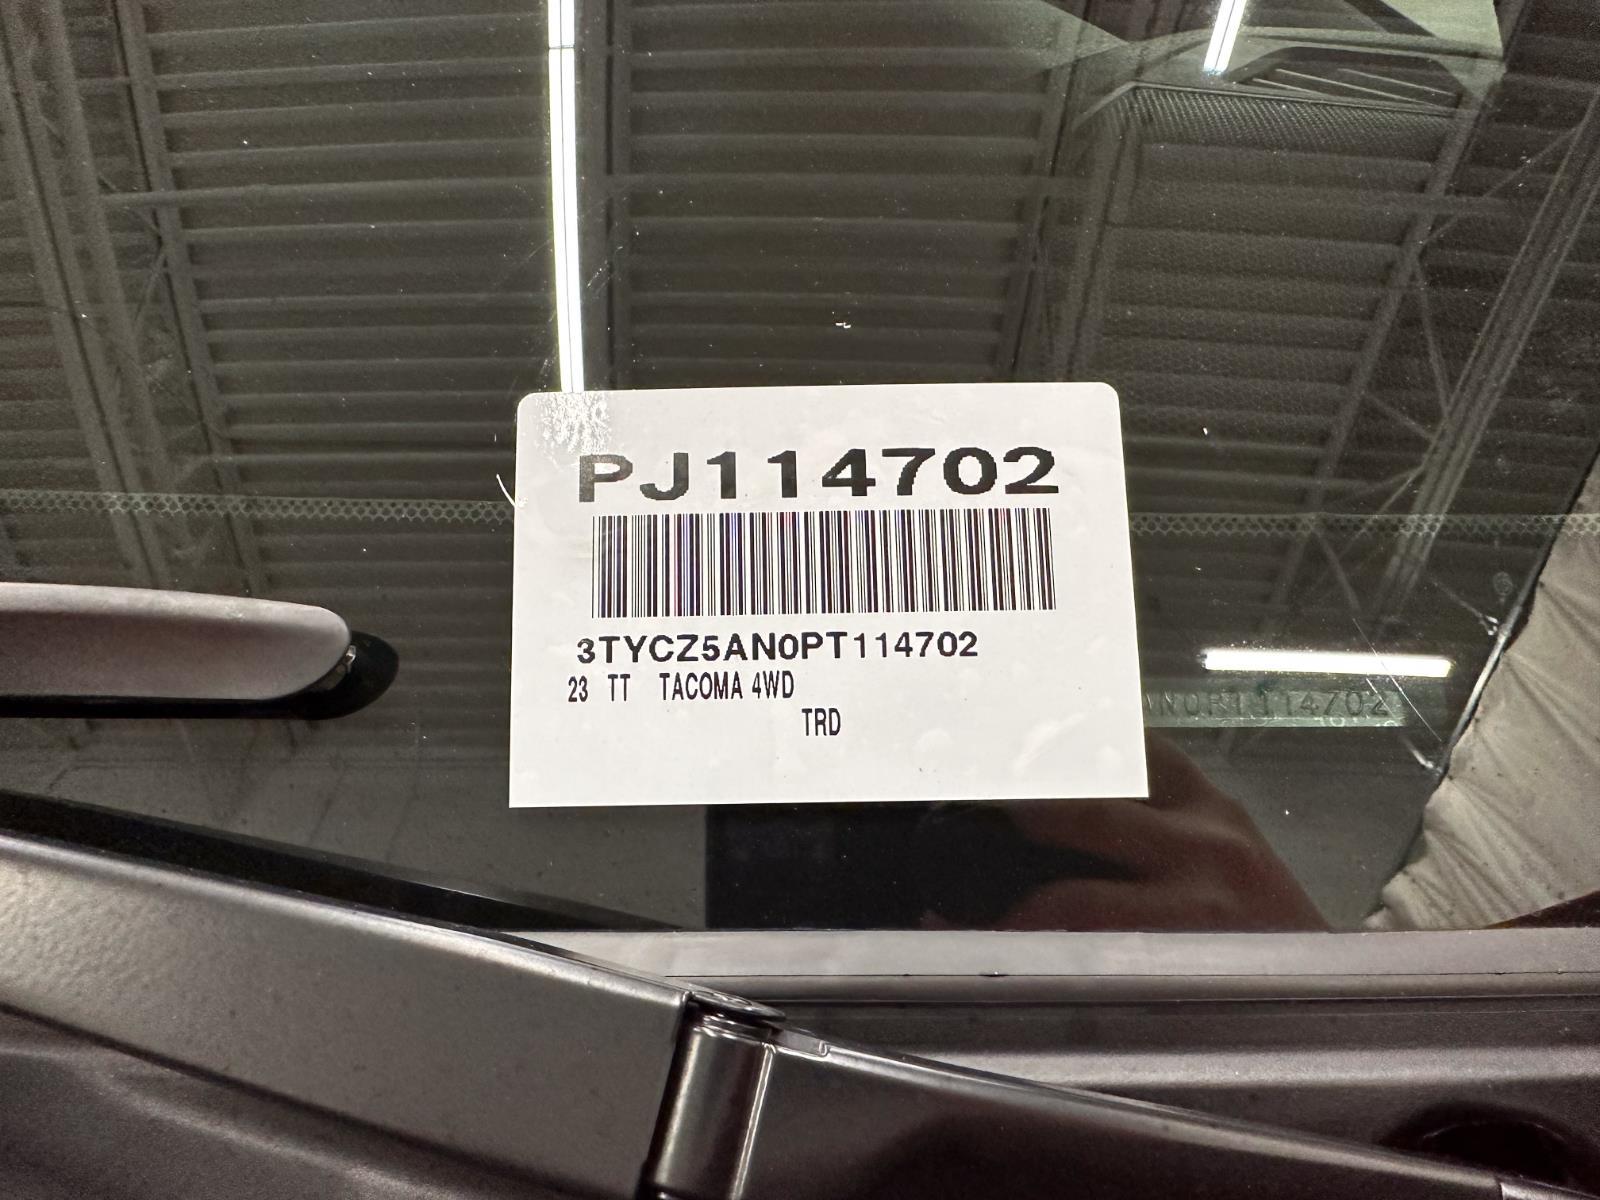 PJ114702
3TYCZ5AN0PT114702
23 TT TACOMA 4WD
TRD